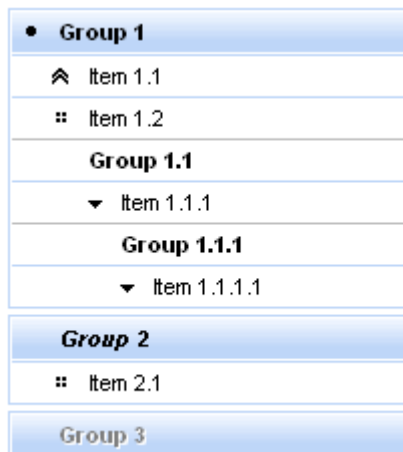 Group 1
Item 1.1
Item 1.2
Group 1.1
Item 1.1.1
Group 1.1.1
Item 1.1.1.1
Group 2
Item 2.1
Group 3